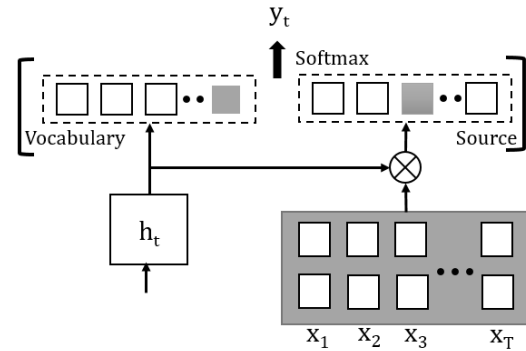 y_t
Softmax
Vocabulary
Source
h_t
x_1 x_2 x_3 x_T